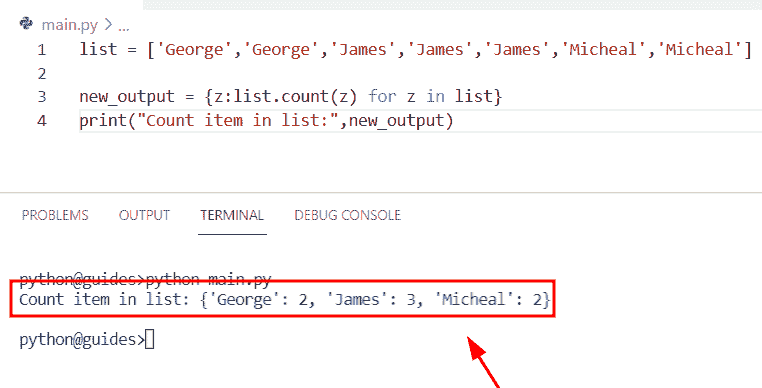 main.py > ...
1 list = ['George','George','James','James','James','Micheal','Micheal']
2
3 new_output = {z:list.count(z) for z in list}
4 print("Count item in list:",new_output)
PROBLEMS OUTPUT TERMINAL DEBUG CONSOLE
python@guides>python main.py
Count item in list: {'George': 2, 'James': 3, 'Micheal': 2}
python@guides>